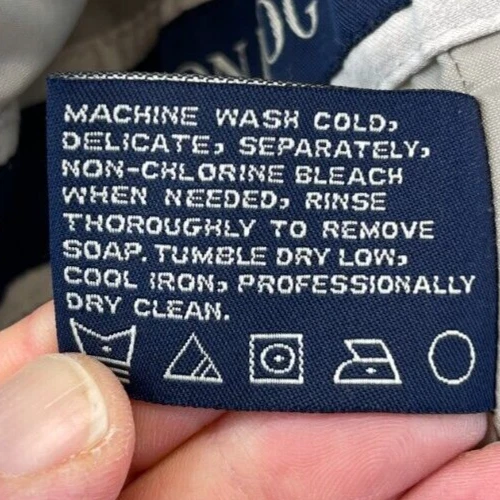 MACHINE WASH COLD,
DELICATE, SEPARATELY,
NON-CHLORINE BLEACH
WHEN NEEDED, RINSE
THOROUGHLY TO REMOVE
SOAP. TUMBLE DRY LOW,
COOL IRON, PROFESSIONALLY
DRY CLEAN.